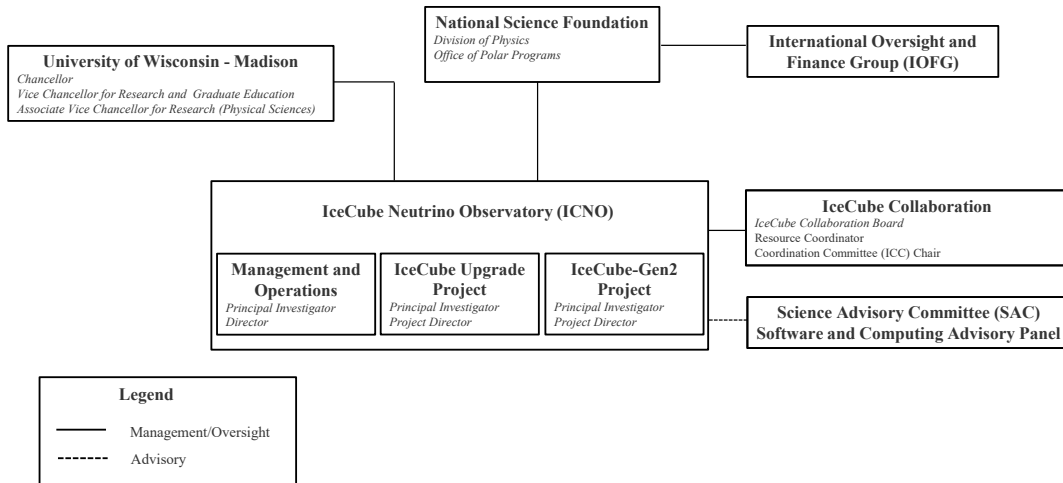 National Science Foundation
Division of Physics
Office of Polar Programs
International Oversight and
Finance Group (IOFG)
University of Wisconsin - Madison
Chancellor
Vice Chancellor for Research and Graduate Education
Associate Vice Chancellor for Research (Physical Sciences)
IceCube Neutrino Observatory (ICNO)
Management and
Operations
Principal Investigator
Director
IceCube Upgrade
Project
Principal Investigator
Project Director
IceCube-Gen2
Project
Principal Investigator
Project Director
IceCube Collaboration
IceCube Collaboration Board
Resource Coordinator
Coordination Committee (ICC) Chair
Science Advisory Committee (SAC)
Software and Computing Advisory Panel
Legend
Management/Oversight
Advisory